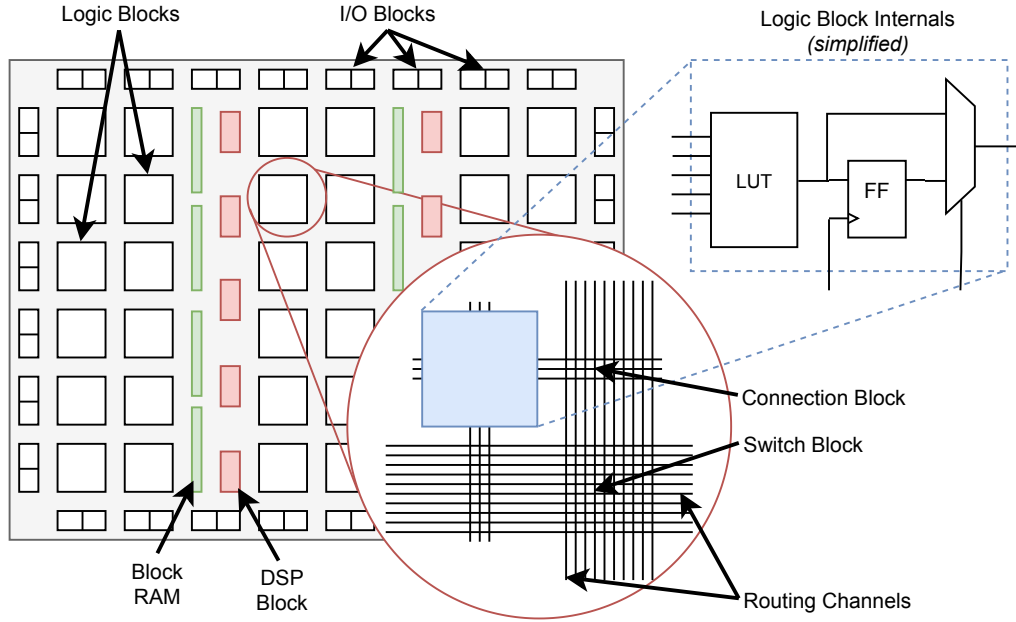 Logic Blocks
I/O Blocks
Logic Block Internals
(simplified)
LUT
FF
Connection Block
Switch Block
Routing Channels
Block
RAM
DSP
Block